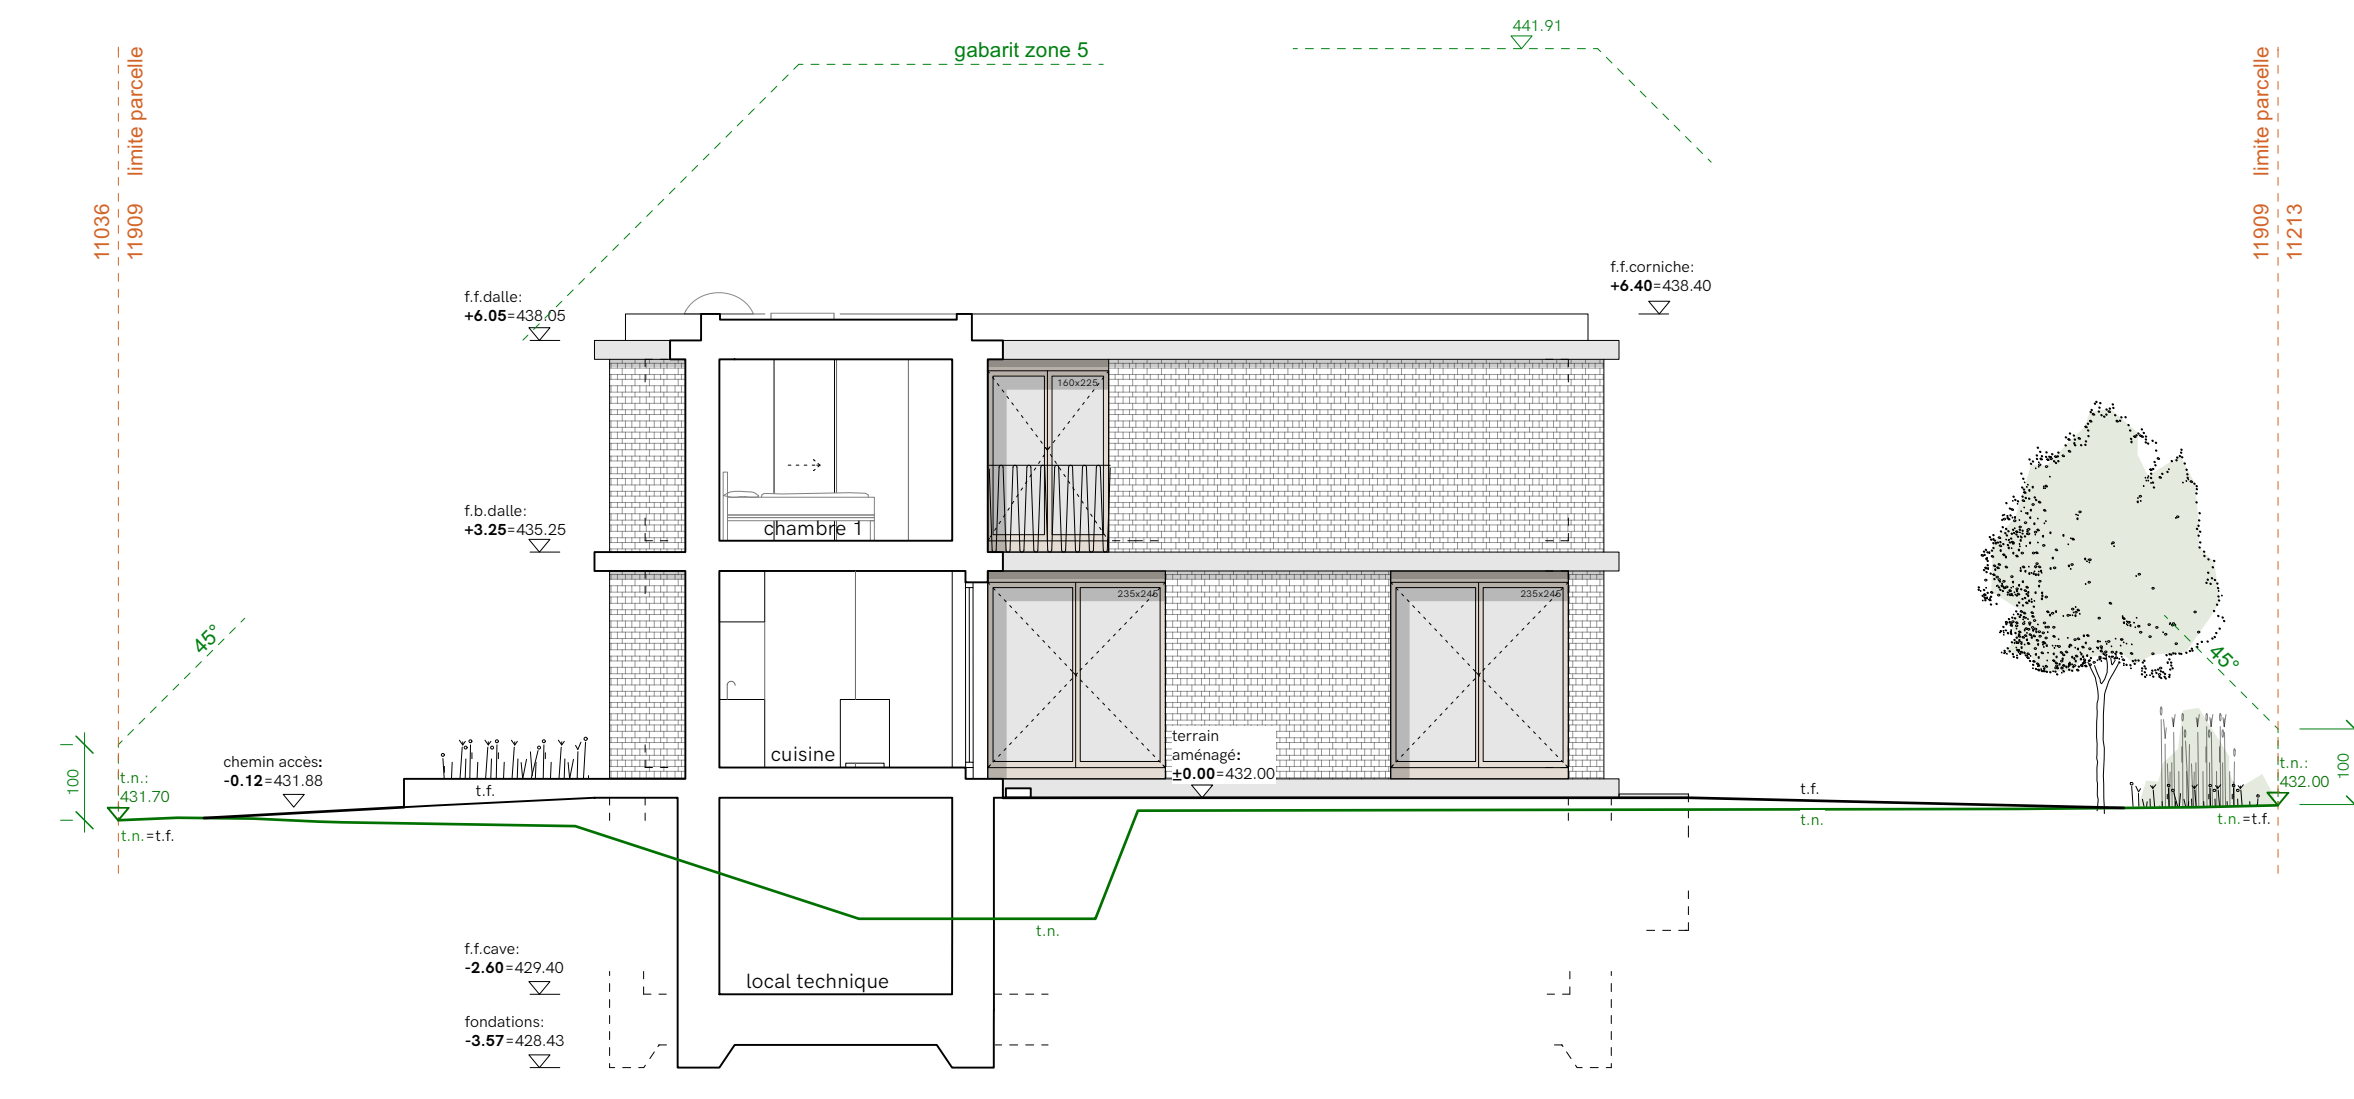 441.91
gabarit zone 5
limite parcelle
11036
11909
limite parcelle
11909
11213
f.f.corniche:
+6.40=438.40
f.f.dalle:
+6.05=438.05
160x225
f.b.dalle:
+3.25=435.25
chambre 1
235x245
235x245
45°
45°
terrain
aménagé:
±0.00=432.00
cuisine
chemin accès:
-0.12=431.88
100
t.n.:
431.70
t.n.=t.f.
t.f.
t.f.
t.n.
t.n.:
432.00
100
t.n.=t.f.
t.n.
f.f.cave:
-2.60=429.40
local technique
fondations:
-3.57=428.43